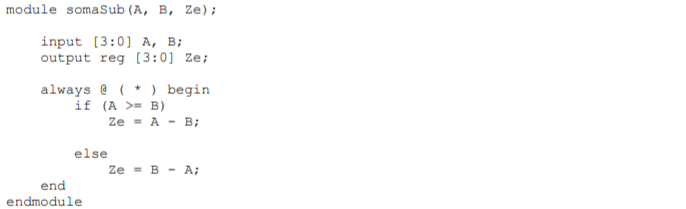 module somaSub(A, B, Ze);
input [3:0] A, B;
output reg [3:0] Ze;
always @ ( * ) begin
if (A >= B)
Ze = A - B;
else
Ze = B - A;
end
endmodule